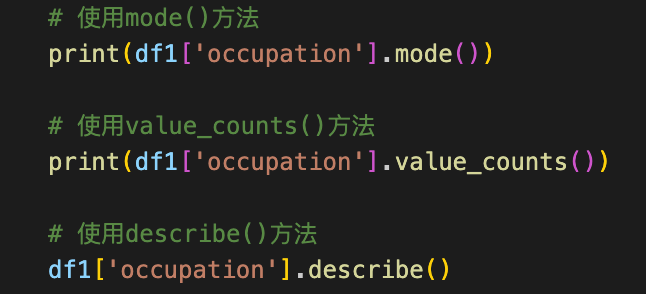 # 使用mode()方法
print(df1['occupation'].mode())
# 使用value_counts()方法
print(df1['occupation'].value_counts())
# 使用describe()方法
df1['occupation'].describe()